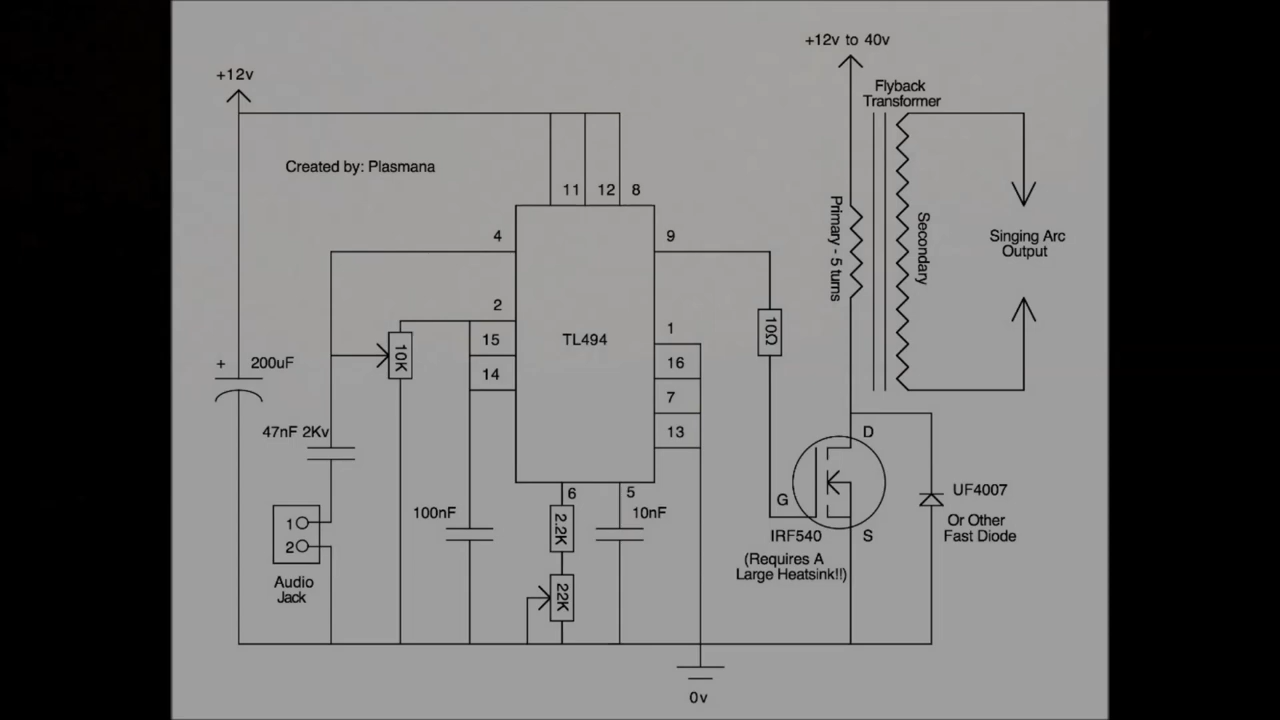 +12v to 40v
+12v
Flyback
Transformer
Created by: Plasmana
11 12 8
4
9
Primary - 5 turns
Secondary
Singing Arc
Output
2
15
14
10K
TL494
10Ω
1
16
7
13
+ 200uF
47nF 2Kv
D
G
S
UF4007
Or Other
Fast Diode
IRF540
(Requires A
Large Heatsink!!)
6
5
100nF
2.2K
10nF
22K
1
2
Audio
Jack
0v